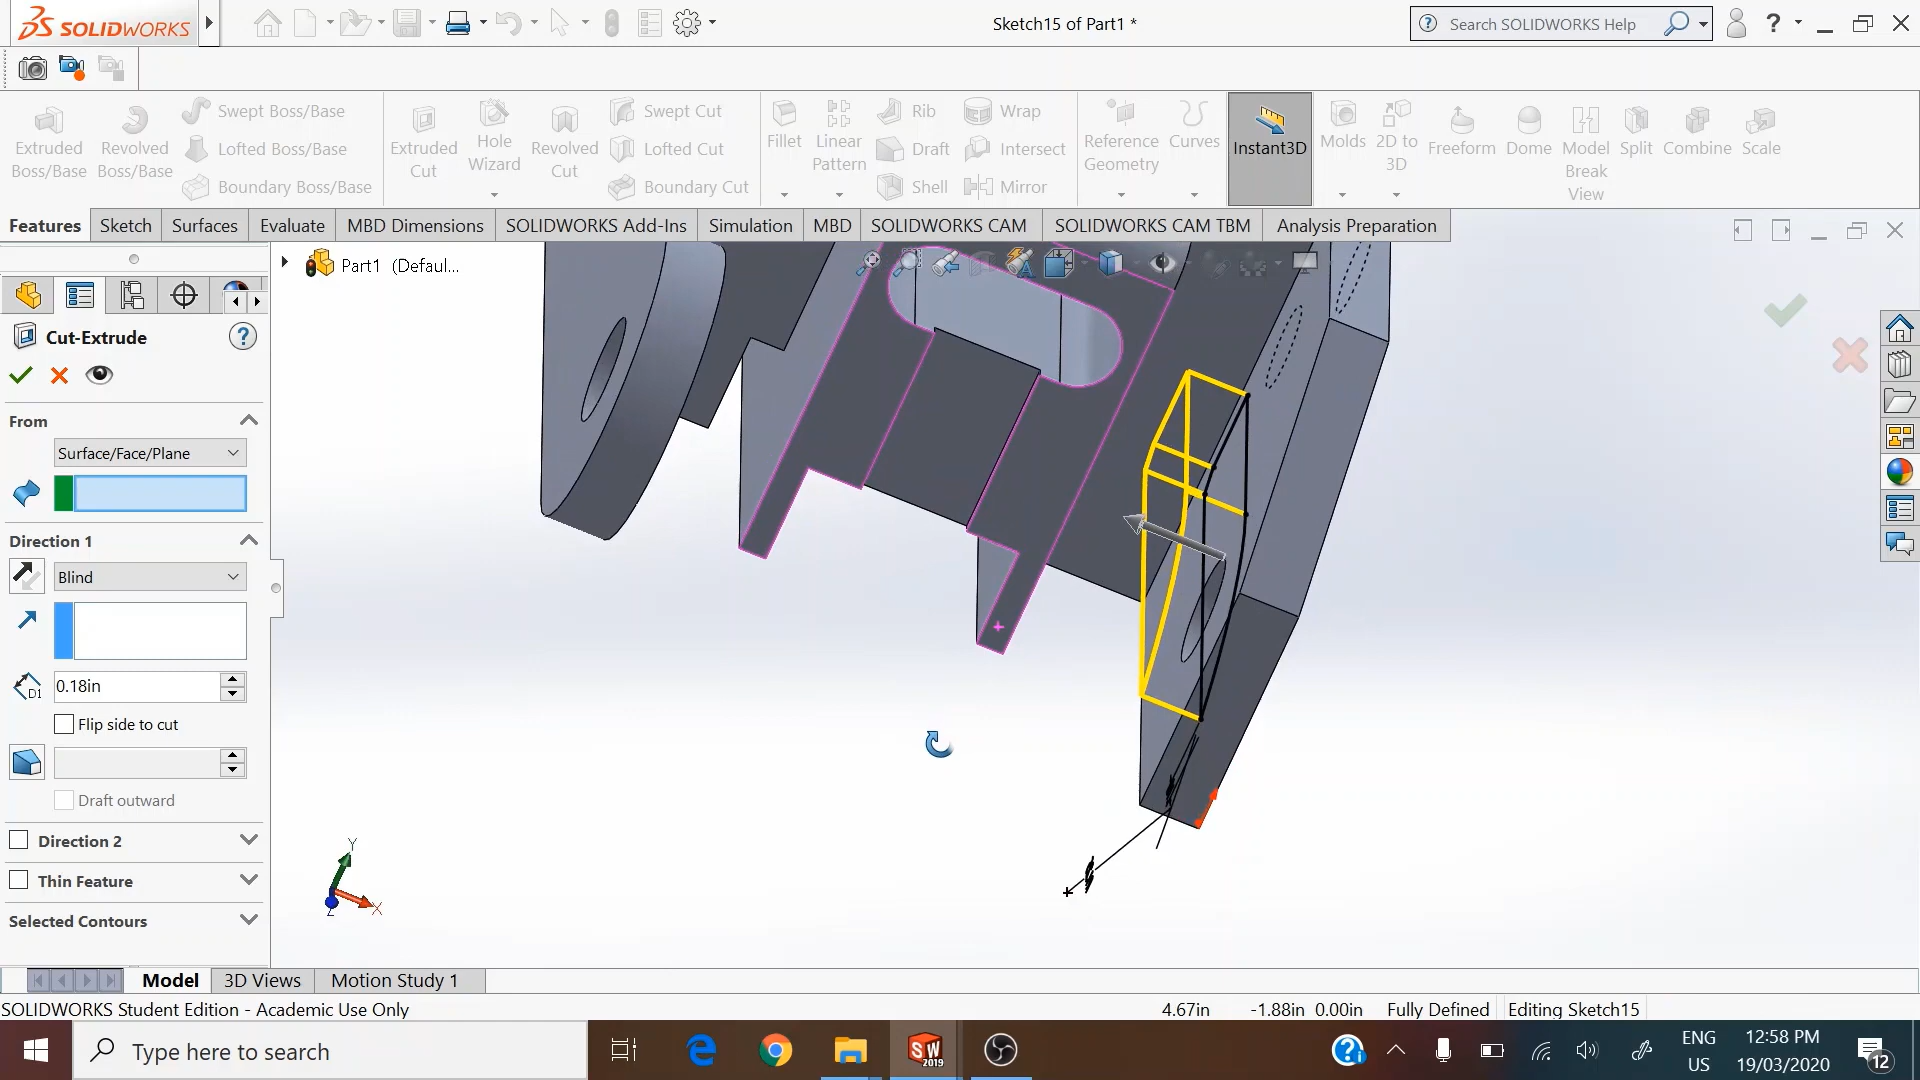 SOLIDWORKS
Sketch15 of Part1 *
Search SOLIDWORKS Help
?
Extruded Boss/Base
Revolved Boss/Base
Swept Boss/Base
Lofted Boss/Base
Boundary Boss/Base
Extruded Cut
Hole Wizard
Revolved Cut
Swept Cut
Lofted Cut
Boundary Cut
Fillet
Linear Pattern
Rib
Draft
Shell
Wrap
Intersect
Mirror
Reference Geometry
Curves
Instant3D
Molds
2D to 3D
Freeform
Dome
Model Break View
Split
Combine
Scale
Features
Sketch
Surfaces
Evaluate
MBD Dimensions
SOLIDWORKS Add-Ins
Simulation
MBD
SOLIDWORKS CAM
SOLIDWORKS CAM TBM
Analysis Preparation
Part1 (Defaul...
Cut-Extrude
?
From
Surface/Face/Plane
Direction 1
Blind
D1
0.18in
Flip side to cut
Draft outward
Direction 2
Thin Feature
Selected Contours
Y
X
Z
Model
3D Views
Motion Study 1
SOLIDWORKS Student Edition - Academic Use Only
4.67in
-1.88in
0.00in
Fully Defined
Editing Sketch15
Type here to search
SW
2019
ENG
US
12:58 PM
19/03/2020
12